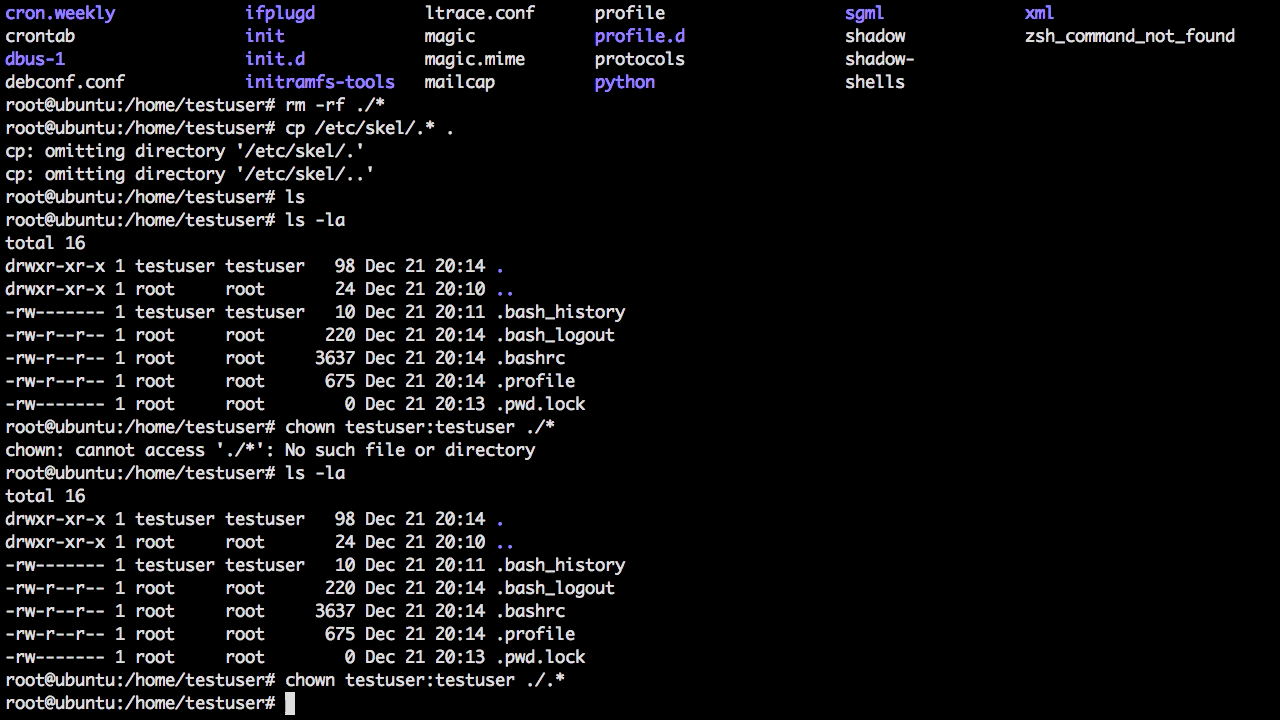 cron.weekly ifplugd ltrace.conf profile sgml xml
crontab init magic profile.d shadow zsh_command_not_found
dbus-1 init.d magic.mime protocols shadow-
debconf.conf initramfs-tools mailcap python shells
root@ubuntu:/home/testuser# rm -rf ./*
root@ubuntu:/home/testuser# cp /etc/skel/.* .
cp: omitting directory '/etc/skel/.'
cp: omitting directory '/etc/skel/..'
root@ubuntu:/home/testuser# ls
root@ubuntu:/home/testuser# ls -la
total 16
drwxr-xr-x 1 testuser testuser   98 Dec 21 20:14 .
drwxr-xr-x 1 root     root       24 Dec 21 20:10 ..
-rw------- 1 testuser testuser   10 Dec 21 20:11 .bash_history
-rw-r--r-- 1 root     root      220 Dec 21 20:14 .bash_logout
-rw-r--r-- 1 root     root     3637 Dec 21 20:14 .bashrc
-rw-r--r-- 1 root     root      675 Dec 21 20:14 .profile
-rw------- 1 root     root        0 Dec 21 20:13 .pwd.lock
root@ubuntu:/home/testuser# chown testuser:testuser ./*
chown: cannot access './*': No such file or directory
root@ubuntu:/home/testuser# ls -la
total 16
drwxr-xr-x 1 testuser testuser   98 Dec 21 20:14 .
drwxr-xr-x 1 root     root       24 Dec 21 20:10 ..
-rw------- 1 testuser testuser   10 Dec 21 20:11 .bash_history
-rw-r--r-- 1 root     root      220 Dec 21 20:14 .bash_logout
-rw-r--r-- 1 root     root     3637 Dec 21 20:14 .bashrc
-rw-r--r-- 1 root     root      675 Dec 21 20:14 .profile
-rw------- 1 root     root        0 Dec 21 20:13 .pwd.lock
root@ubuntu:/home/testuser# chown testuser:testuser ./.*
root@ubuntu:/home/testuser#